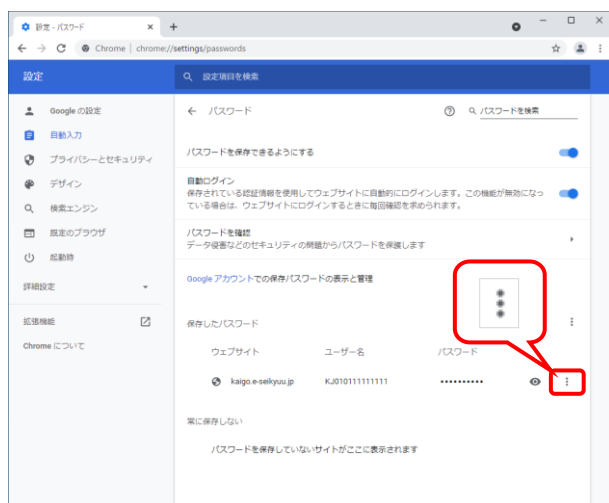 設定 - パスワード
Chrome | chrome://settings/passwords
設定
設定項目を検索
Google の設定
自動入力
プライバシーとセキュリティ
デザイン
検索エンジン
既定のブラウザ
起動時
詳細設定
拡張機能
Chrome について
パスワード
パスワードを検索
パスワードを保存できるようにする
自動ログイン
保存されている認証情報を使用してウェブサイトに自動的にログインします。この機能が無効になっ
ている場合は、ウェブサイトにログインするときに毎回確認を求められます。
パスワードを確認
データ侵害などのセキュリティの問題からパスワードを保護します
Google アカウントでの保存パスワードの表示と管理
保存したパスワード
ウェブサイト ユーザー名 パスワード
kaigo.e-seikyuu.jp KJ010111111111 ••••••••••
常に保存しない
パスワードを保存していないサイトがここに表示されます